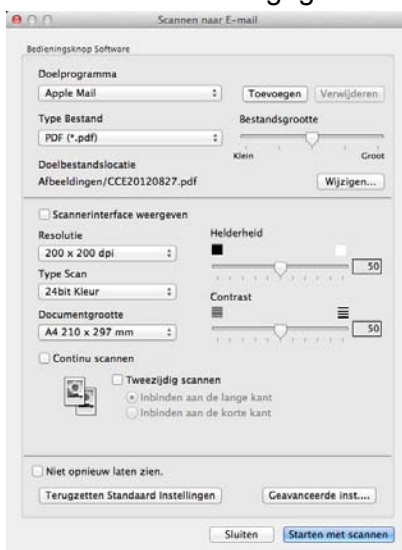 Scannen naar E-mail
Bedieningsknop Software
Doelprogramma
Apple Mail
Toevoegen
Verwijderen
Type Bestand
Bestandsgrootte
PDF (*.pdf)
Klein
Groot
Doelbestandslocatie
Afbeeldingen/CCE20120827.pdf
Wijzigen...
Scannerinterface weergeven
Resolutie
Helderheid
200 x 200 dpi
50
Type Scan
24bit Kleur
Contrast
Documentgrootte
50
A4 210 x 297 mm
Continu scannen
Tweezijdig scannen
Inbinden aan de lange kant
Inbinden aan de korte kant
Niet opnieuw laten zien.
Terugzetten Standaard Instellingen
Geavanceerde inst....
Sluiten
Starten met scannen